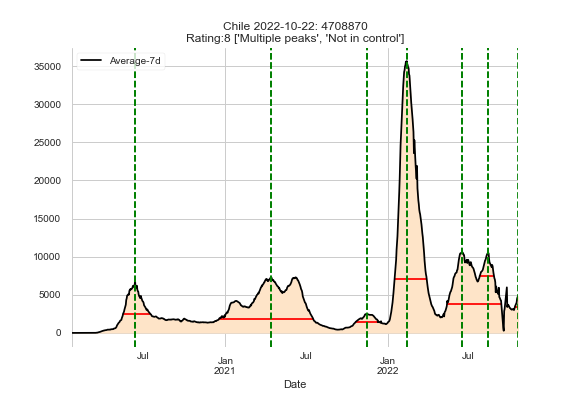 Chile 2022-10-22: 4708870
Rating:8 ['Multiple peaks', 'Not in control']
Average-7d
35000
30000
25000
20000
15000
10000
5000
0
Jul
Jan
2021
Jul
Jan
2022
Jul
Date